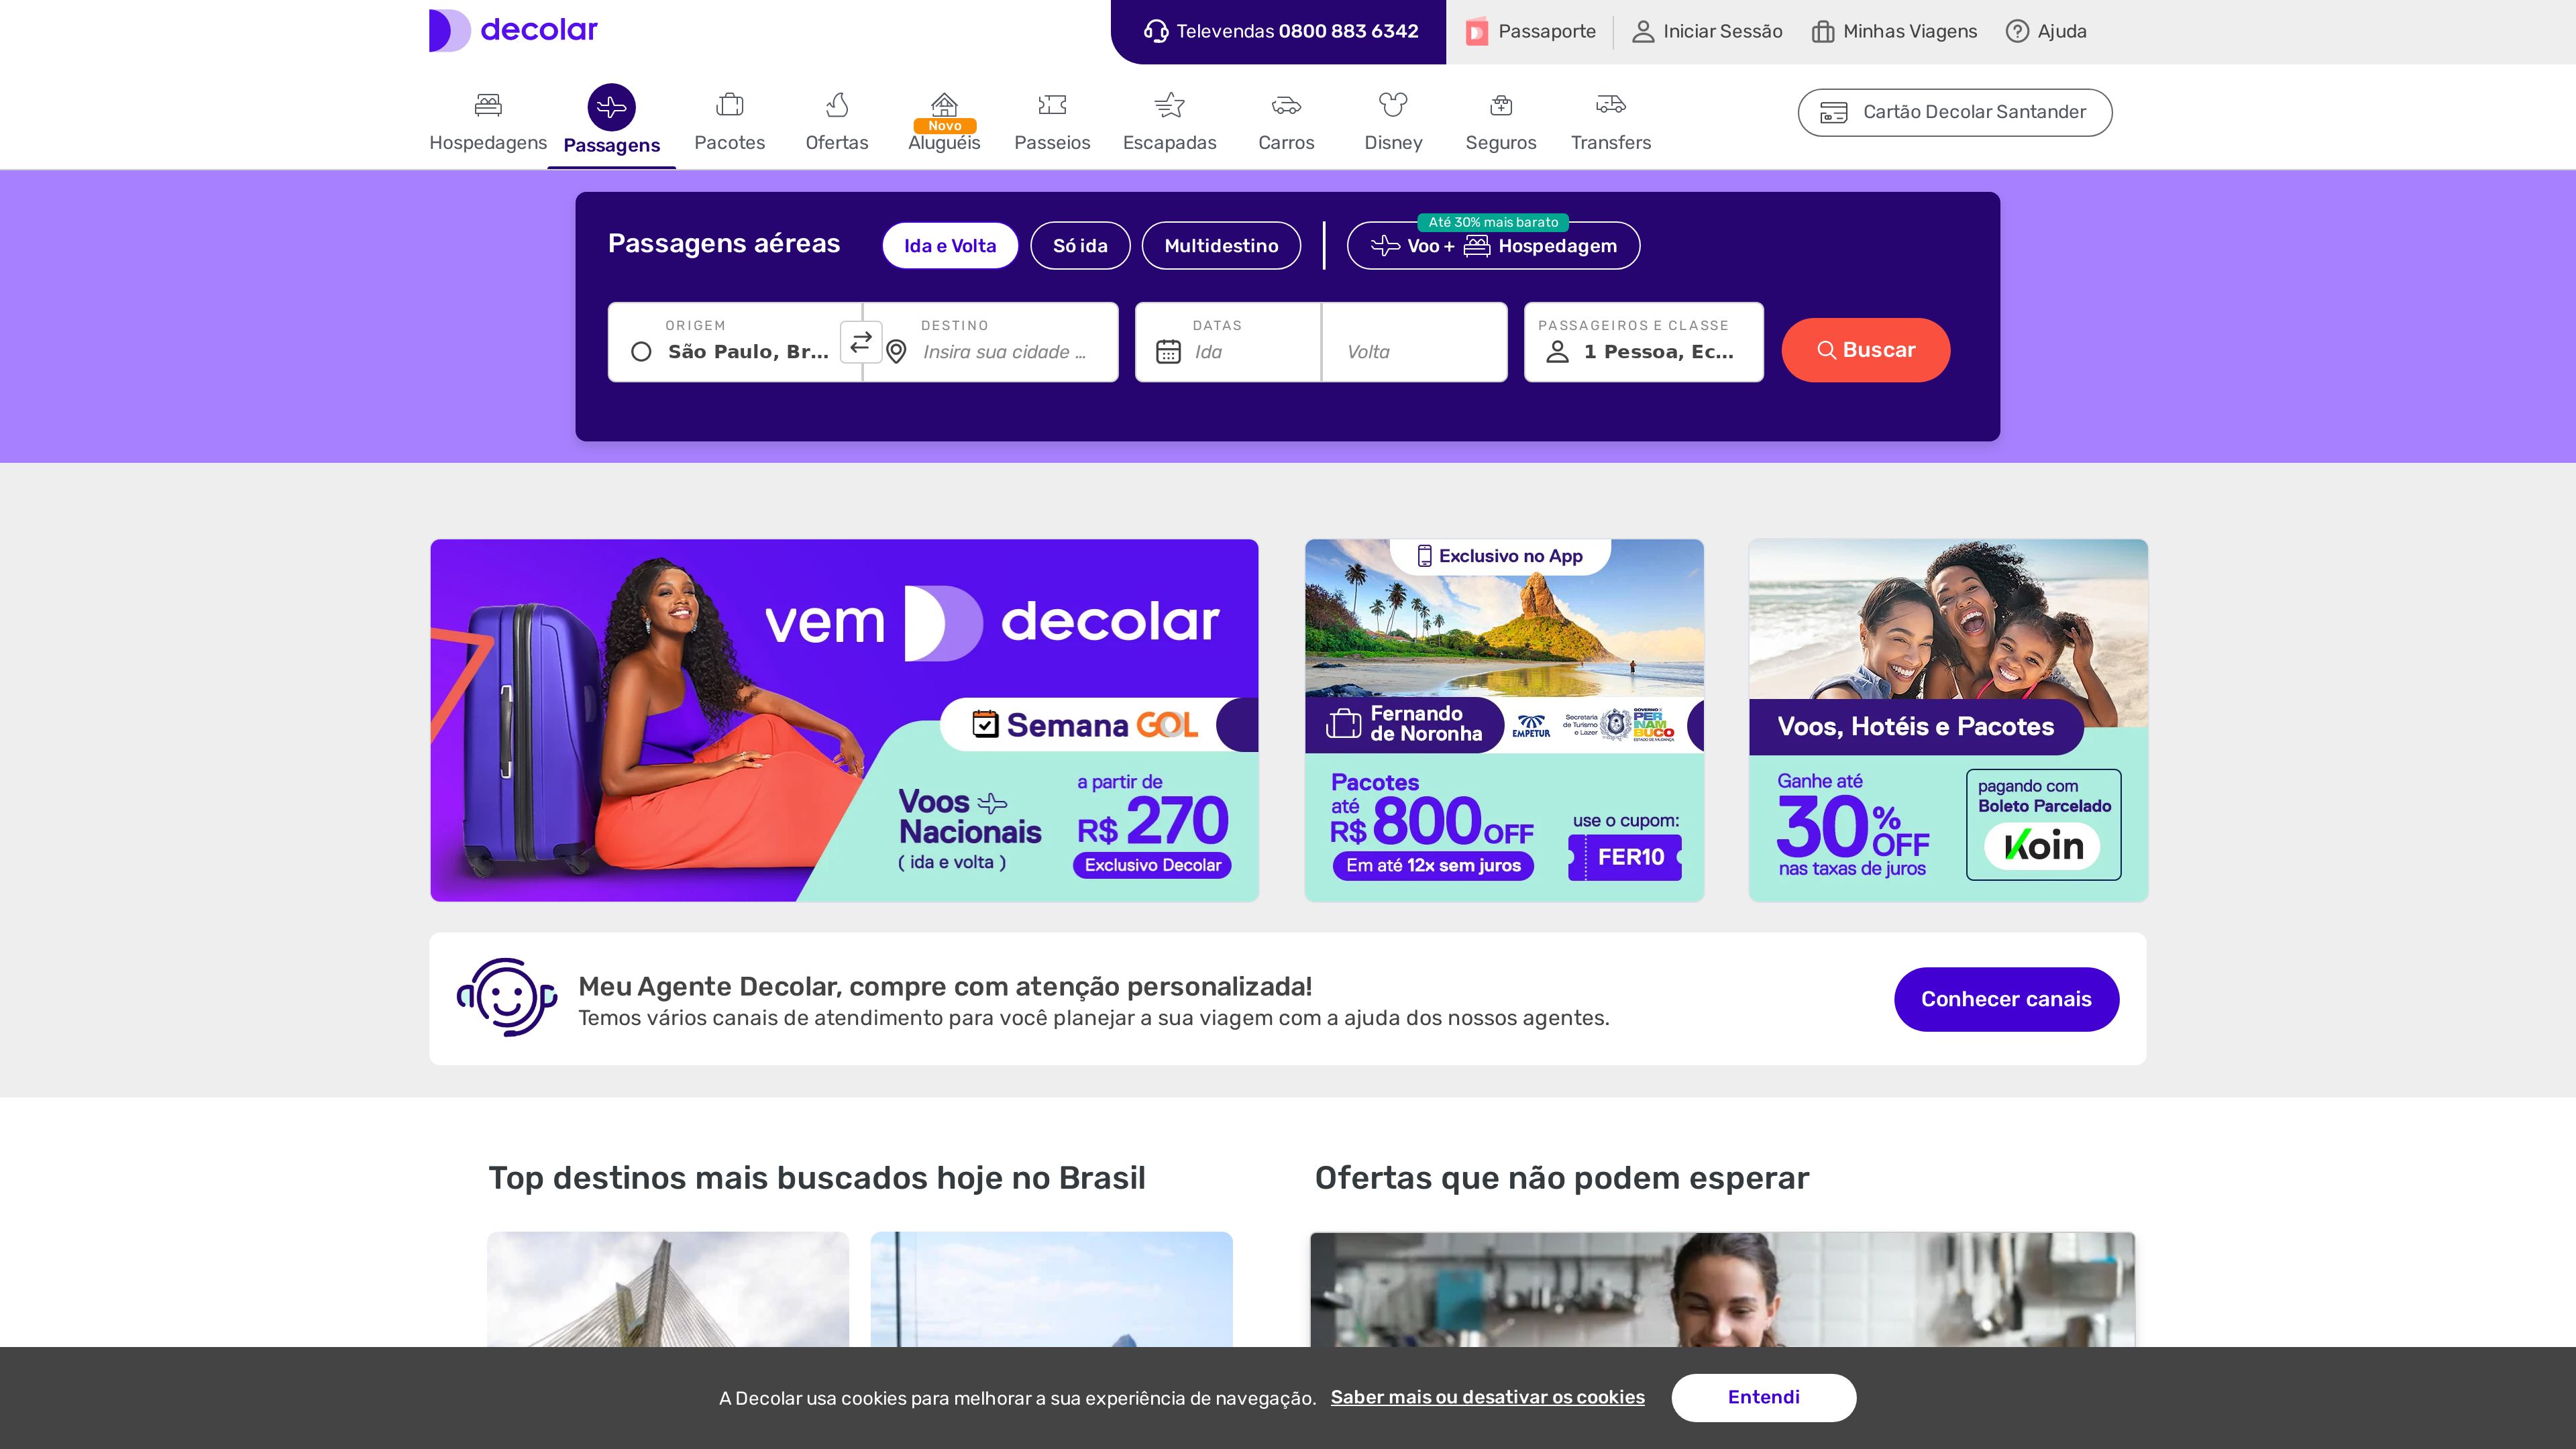 decolar
Televendas 0800 883 6342
Passaporte
Iniciar Sessão
Minhas Viagens
Ajuda
Hospedagens
Passagens
Pacotes
Ofertas
Novo
Aluguéis
Passeios
Escapadas
Carros
Disney
Seguros
Transfers
Cartão Decolar Santander
Passagens aéreas
Ida e Volta
Só ida
Multidestino
Até 30% mais barato
Voo + Hospedagem
ORIGEM
São Paulo, Br...
DESTINO
Insira sua cidade ...
DATAS
Ida
Volta
PASSAGEIROS E CLASSE
1 Pessoa, Ec...
Buscar
vem decolar
Semana GOL
Voos
Nacionais
( ida e volta )
a partir de
R$ 270
Exclusivo Decolar
Exclusivo no App
Fernando
de Noronha
EMPETUR
Secretaria
de Turismo
e Lazer
GOVERNO
PER
NAM
BUCO
ESTADO DE MUDANÇA
Pacotes
até
R$ 800 OFF
Em até 12x sem juros
use o cupom:
FER10
Voos, Hotéis e Pacotes
Ganhe até
30% OFF
nas taxas de juros
pagando com
Boleto Parcelado
Koin
Meu Agente Decolar, compre com atenção personalizada!
Temos vários canais de atendimento para você planejar a sua viagem com a ajuda dos nossos agentes.
Conhecer canais
Top destinos mais buscados hoje no Brasil
Ofertas que não podem esperar
A Decolar usa cookies para melhorar a sua experiência de navegação. Saber mais ou desativar os cookies
Entendi